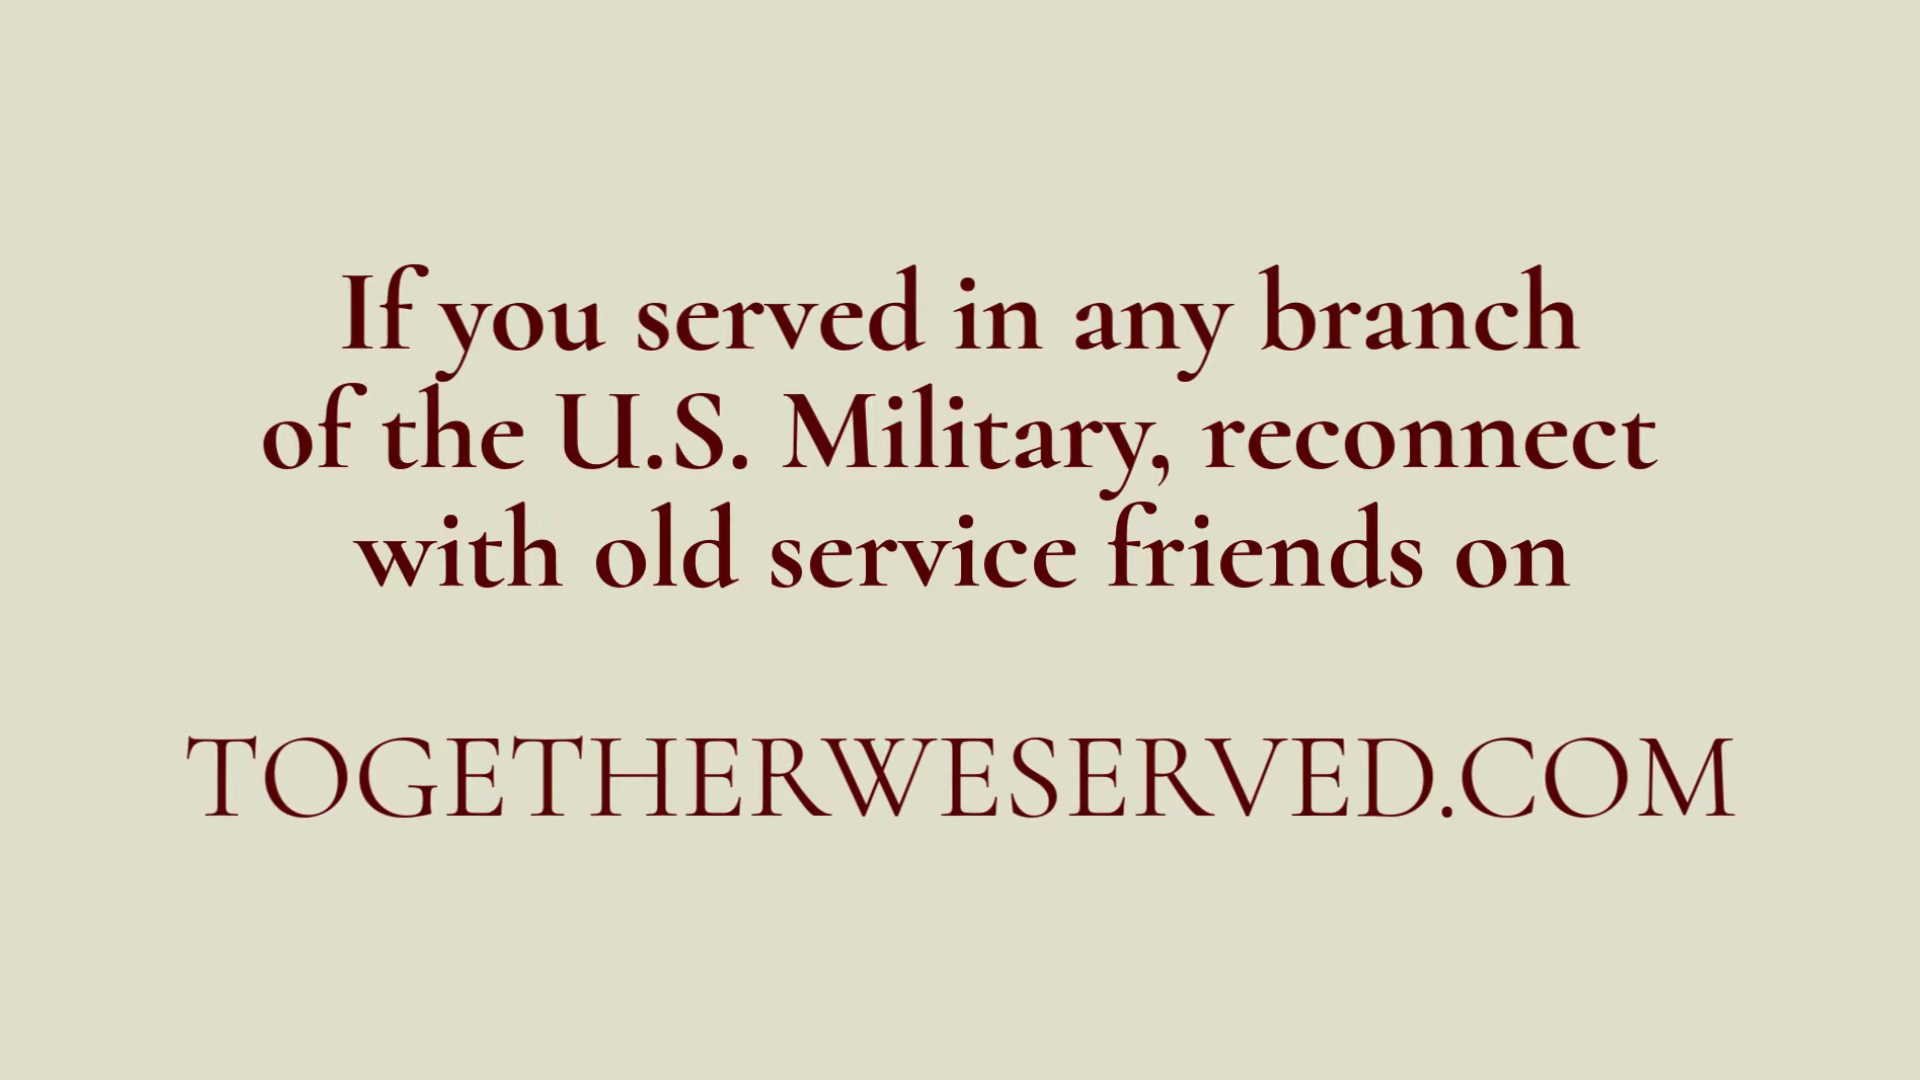 If you served in any branch
of the U.S. Military, reconnect
with old service friends on
TOGETHERWESERVED.COM